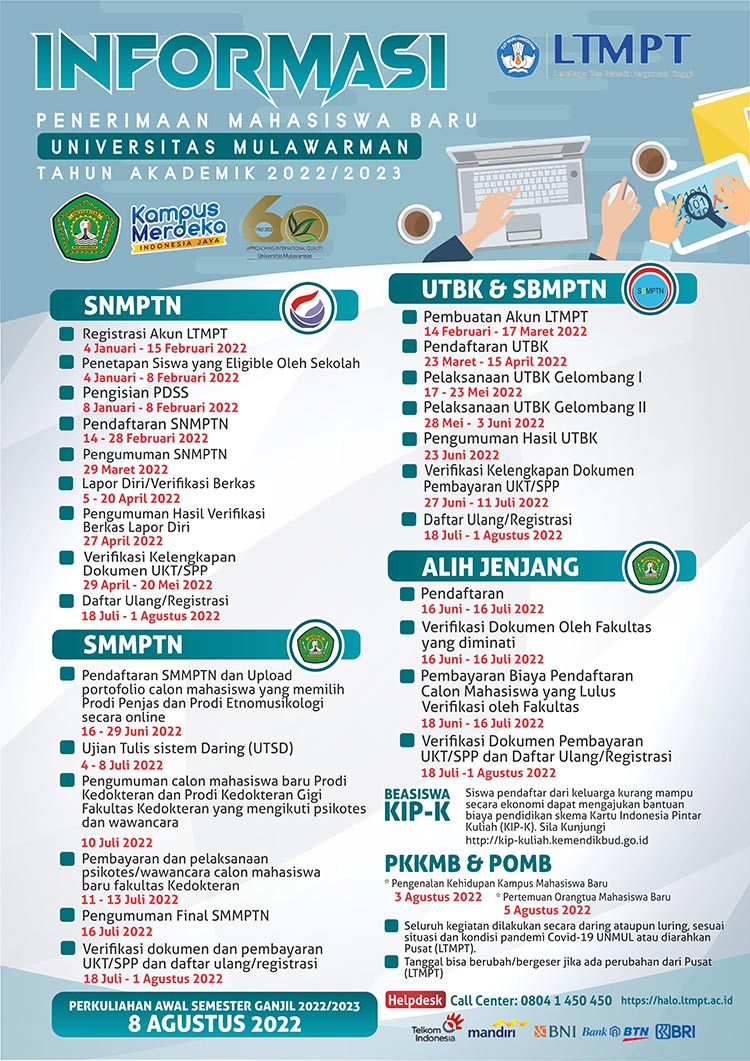 INFORMASI
PENERIMAAN MAHASISWA BARU
UNIVERSITAS MULAWARMAN
TAHUN AKADEMIK 2022/2023
LTMPT
Lembaga Tes Masuk Perguruan Tinggi
Kampus
Merdeka
INDONESIA JAYA
60
1962-2022
APPROACHING INTERNATIONAL QUALITY
Universitas Mulawarman
SNMPTN
Registrasi Akun LTMPT
4 Januari - 15 Februari 2022
Penetapan Siswa yang Eligible Oleh Sekolah
4 Januari - 8 Februari 2022
Pengisian PDSS
8 Januari - 8 Februari 2022
Pendaftaran SNMPTN
14 - 28 Februari 2022
Pengumuman SNMPTN
29 Maret 2022
Lapor Diri/Verifikasi Berkas
5 - 20 April 2022
Pengumuman Hasil Verifikasi
Berkas Lapor Diri
27 April 2022
Verifikasi Kelengkapan
Dokumen UKT/SPP
29 April - 20 Mei 2022
Daftar Ulang/Registrasi
18 Juli - 1 Agustus 2022
SMMPTN
Pendaftaran SMMPTN dan Upload
portofolio calon mahasiswa yang memilih
Prodi Penjas dan Prodi Etnomusikologi
secara online
16 - 29 Juni 2022
Ujian Tulis sistem Daring (UTSD)
4 - 8 Juli 2022
Pengumuman calon mahasiswa baru Prodi
Kedokteran dan Prodi Kedokteran Gigi
Fakultas Kedokteran yang mengikuti psikotes
dan wawancara
10 Juli 2022
Pembayaran dan pelaksanaan
psikotes/wawancara calon mahasiswa
baru fakultas Kedokteran
11 - 13 Juli 2022
Pengumuman Final SMMPTN
16 Juli 2022
Verifikasi dokumen dan pembayaran
UKT/SPP dan daftar ulang/registrasi
18 Juli - 1 Agustus 2022
PERKULIAHAN AWAL SEMESTER GANJIL 2022/2023
8 AGUSTUS 2022
UTBK & SBMPTN
SBMPTN
Pembuatan Akun LTMPT
14 Februari - 17 Maret 2022
Pendaftaran UTBK
23 Maret - 15 April 2022
Pelaksanaan UTBK Gelombang I
17 - 23 Mei 2022
Pelaksanaan UTBK Gelombang II
28 Mei - 3 Juni 2022
Pengumuman Hasil UTBK
23 Juni 2022
Verifikasi Kelengkapan Dokumen
Pembayaran UKT/SPP
27 Juni - 11 Juli 2022
Daftar Ulang/Registrasi
18 Juli - 1 Agustus 2022
ALIH JENJANG
Pendaftaran
16 Juni - 16 Juli 2022
Verifikasi Dokumen Oleh Fakultas
yang diminati
16 Juni - 16 Juli 2022
Pembayaran Biaya Pendaftaran
Calon Mahasiswa yang Lulus
Verifikasi oleh Fakultas
18 Juni - 16 Juli 2022
Verifikasi Dokumen Pembayaran
UKT/SPP dan Daftar Ulang/Registrasi
18 Juli -1 Agustus 2022
BEASISWA
KIP-K
Siswa pendaftar dari keluarga kurang mampu
secara ekonomi dapat mengajukan bantuan
biaya pendidikan skema Kartu Indonesia Pintar
Kuliah (KIP-K). Sila Kunjungi
http://kip-kuliah.kemendikbud.go.id
PKKMB & POMB
* Pengenalan Kehidupan Kampus Mahasiswa Baru
3 Agustus 2022
* Pertemuan Orangtua Mahasiswa Baru
5 Agustus 2022
Seluruh kegiatan dilakukan secara daring ataupun luring, sesuai
situasi dan kondisi pandemi Covid-19 UNMUL atau diarahkan
Pusat (LTMPT).
Tanggal bisa berubah/bergeser jika ada perubahan dari Pusat
(LTMPT)
Helpdesk Call Center: 0804 1 450 450 https://halo.ltmpt.ac.id
Telkom
Indonesia
mandiri
BNI
Bank BTN
BRI